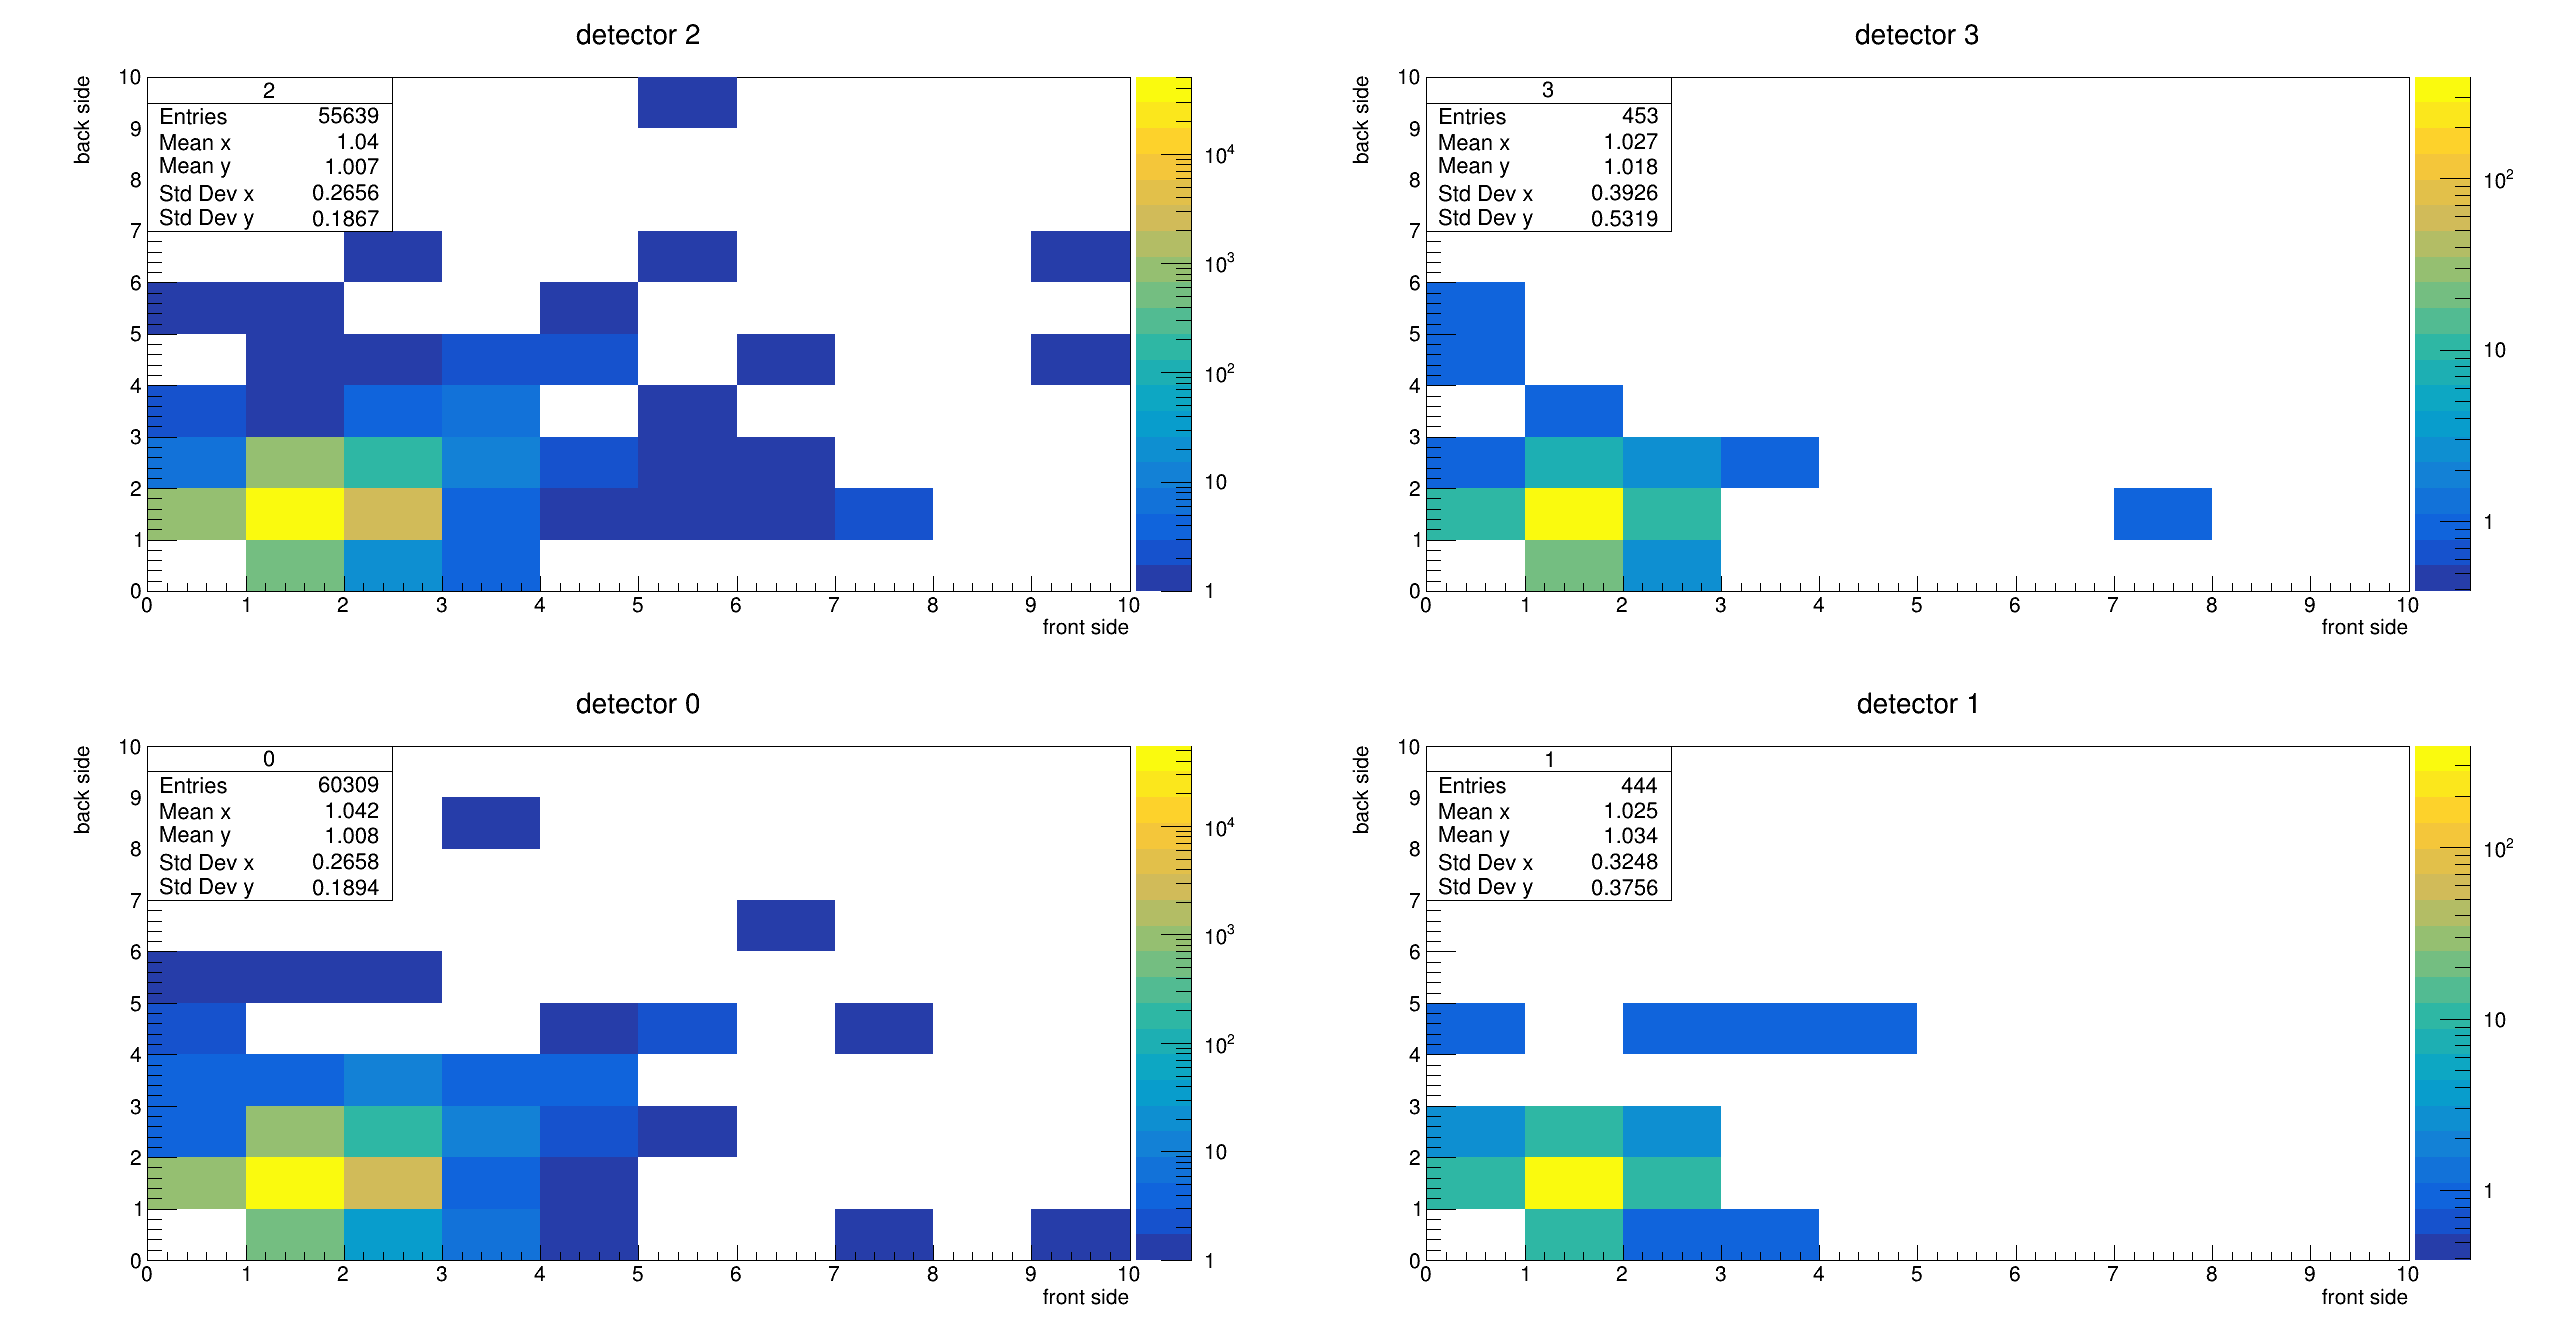 detector 2
back side
2
Entries 55639
Mean x 1.04
Mean y 1.007
Std Dev x 0.2656
Std Dev y 0.1867
10
9
8
7
6
5
4
3
2
1
0
0 1 2 3 4 5 6 7 8 9 10
front side
10⁴
10³
10²
10
1
detector 3
back side
3
Entries 453
Mean x 1.027
Mean y 1.018
Std Dev x 0.3926
Std Dev y 0.5319
10
9
8
7
6
5
4
3
2
1
0
0 1 2 3 4 5 6 7 8 9 10
front side
10²
10
1
detector 0
back side
0
Entries 60309
Mean x 1.042
Mean y 1.008
Std Dev x 0.2658
Std Dev y 0.1894
10
9
8
7
6
5
4
3
2
1
0
0 1 2 3 4 5 6 7 8 9 10
front side
10⁴
10³
10²
10
1
detector 1
back side
1
Entries 444
Mean x 1.025
Mean y 1.034
Std Dev x 0.3248
Std Dev y 0.3756
10
9
8
7
6
5
4
3
2
1
0
0 1 2 3 4 5 6 7 8 9 10
front side
10²
10
1